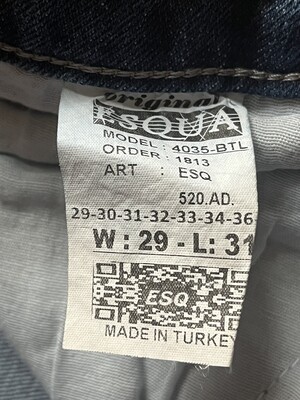 original
ESQUA
MODEL : 4035-BTL
ORDER : 1813
ART : ESQ
520.AD.
29-30-31-32-33-34-36
W : 29 - L: 31
ESQ
MADE IN TURKEY